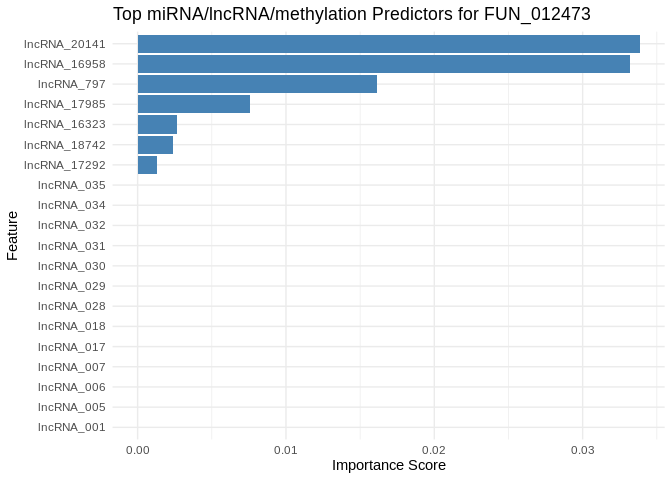 Top miRNA/lncRNA/methylation Predictors for FUN_012473
Feature
lncRNA_20141
lncRNA_16958
lncRNA_797
lncRNA_17985
lncRNA_16323
lncRNA_18742
lncRNA_17292
lncRNA_035
lncRNA_034
lncRNA_032
lncRNA_031
lncRNA_030
lncRNA_029
lncRNA_028
lncRNA_018
lncRNA_017
lncRNA_007
lncRNA_006
lncRNA_005
lncRNA_001
0.00 0.01 0.02 0.03
Importance Score